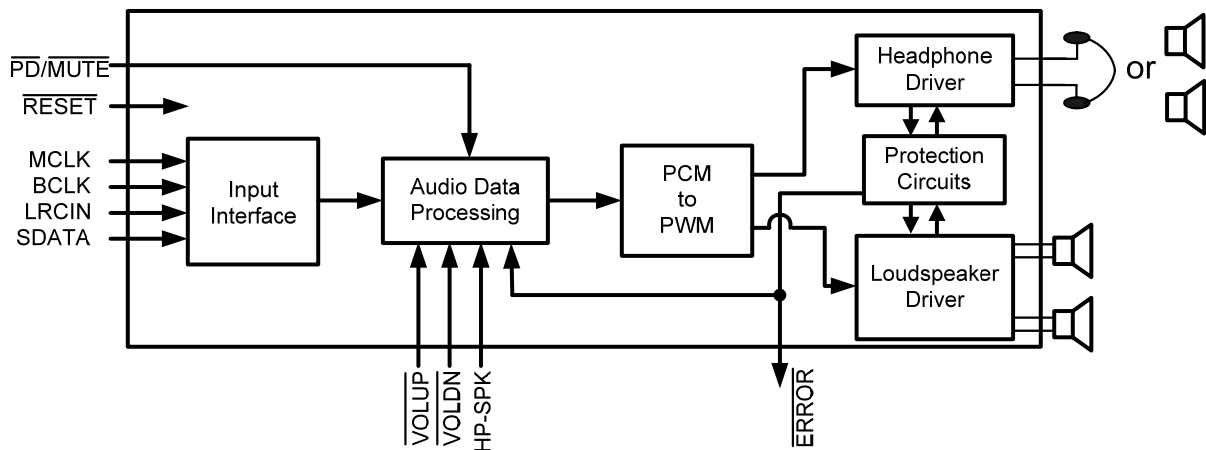 PD/MUTE
RESET
MCLK
BCLK
LRCIN
SDATA
Input
Interface
Audio Data
Processing
PCM
to
PWM
Headphone
Driver
or
Protection
Circuits
Loudspeaker
Driver
VOLUP
VOLDN
HP-SPK
ERROR